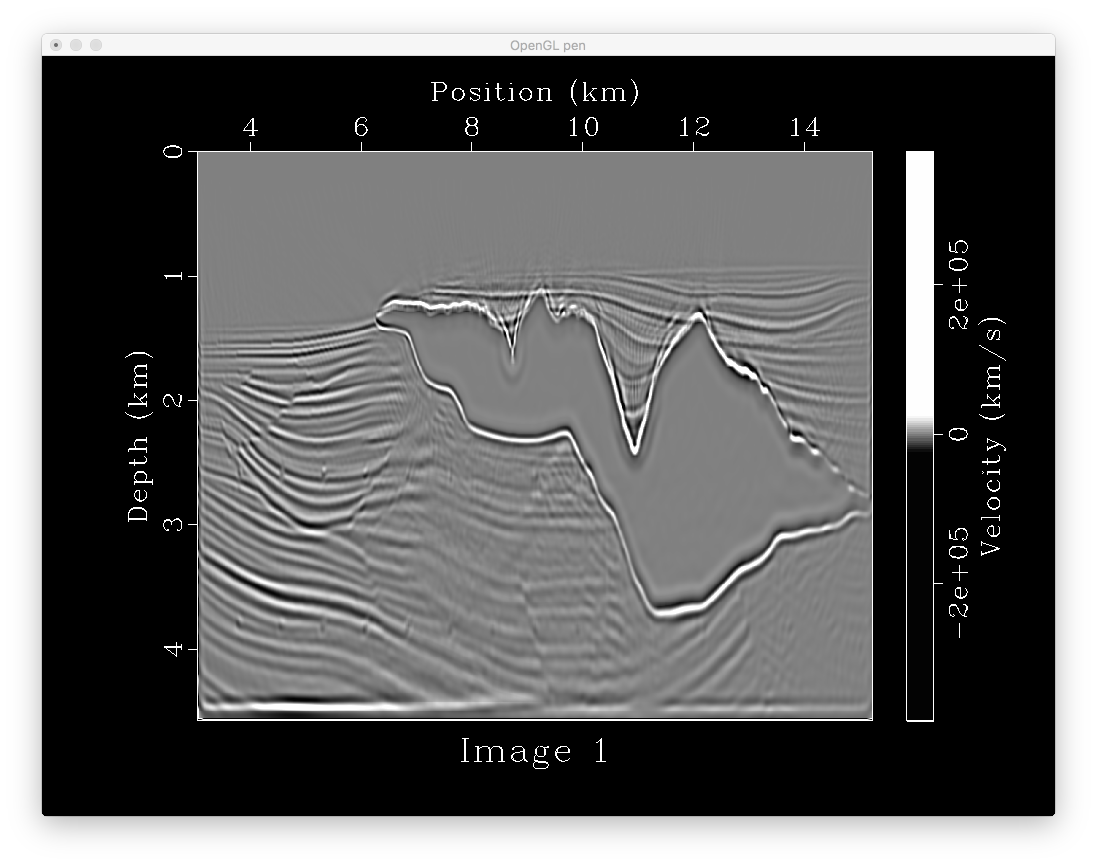 OpenGL pen
Position (km)
4 6 8 10 12 14
0
1
2
3
4
Depth (km)
2e+05
0
−2e+05
Velocity (km/s)
Image 1